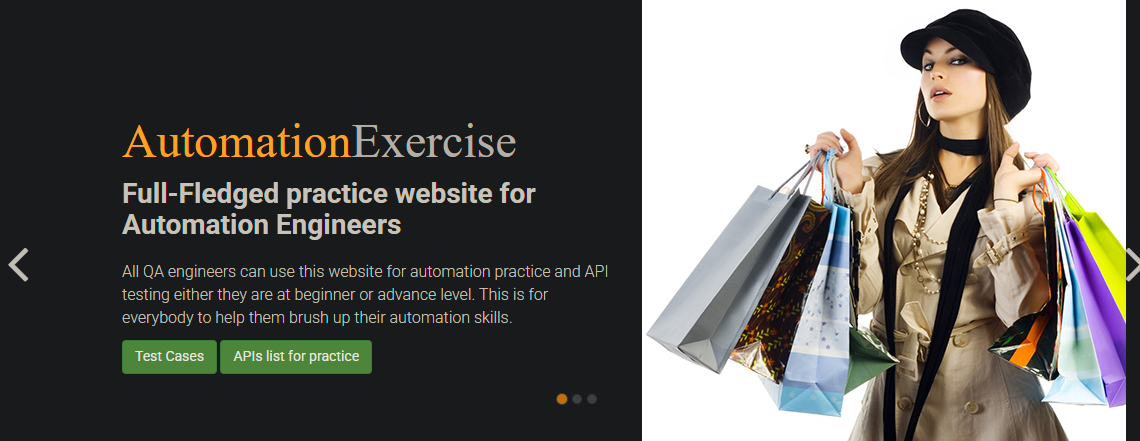 AutomationExercise
Full-Fledged practice website for
Automation Engineers
All QA engineers can use this website for automation practice and API
testing either they are at beginner or advance level. This is for
everybody to help them brush up their automation skills.
Test Cases APIs list for practice